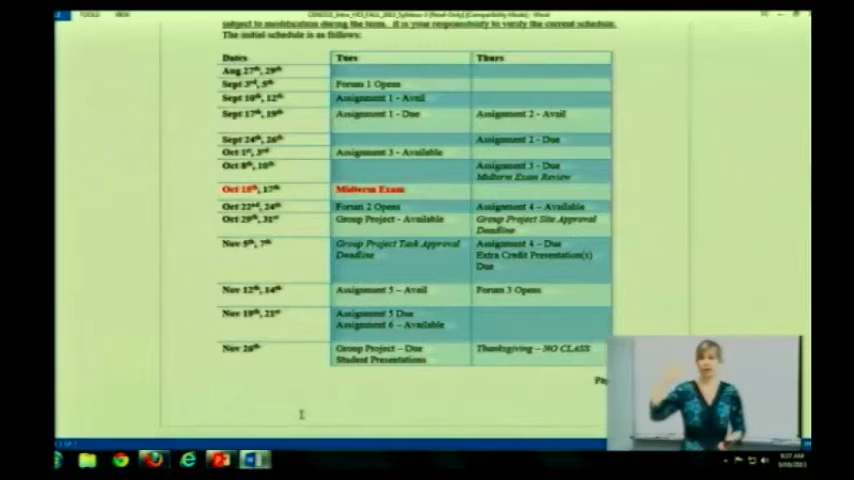 TOOLS VIEW
subject to modification during the term. It is your responsibility to verify the current schedule.
The initial schedule is as follows:
Dates Tues Thurs
Aug 27th, 29th
Sept 3rd, 5th Forum 1 Opens
Sept 10th, 12th Assignment 1 - Avail
Sept 17th, 19th Assignment 1 - Due Assignment 2 - Avail
Sept 24th, 26th Assignment 2 - Due
Oct 1st, 3rd Assignment 3 - Available
Oct 8th, 10th Assignment 3 - Due
Midterm Exam Review
Oct 15th, 17th Midterm Exam
Oct 22nd, 24th Forum 2 Opens Assignment 4 - Available
Oct 29th, 31st Group Project - Available Group Project Site Approval
Deadline
Nov 5th, 7th Group Project Task Approval Assignment 4 – Due
Deadline Extra Credit Presentation(s)
Due
Nov 12th, 14th Assignment 5 – Avail Forum 3 Opens
Nov 19th, 21st Assignment 5 Due
Assignment 6 – Available
Nov 26th Group Project – Due Thanksgiving – NO CLASS
Student Presentations